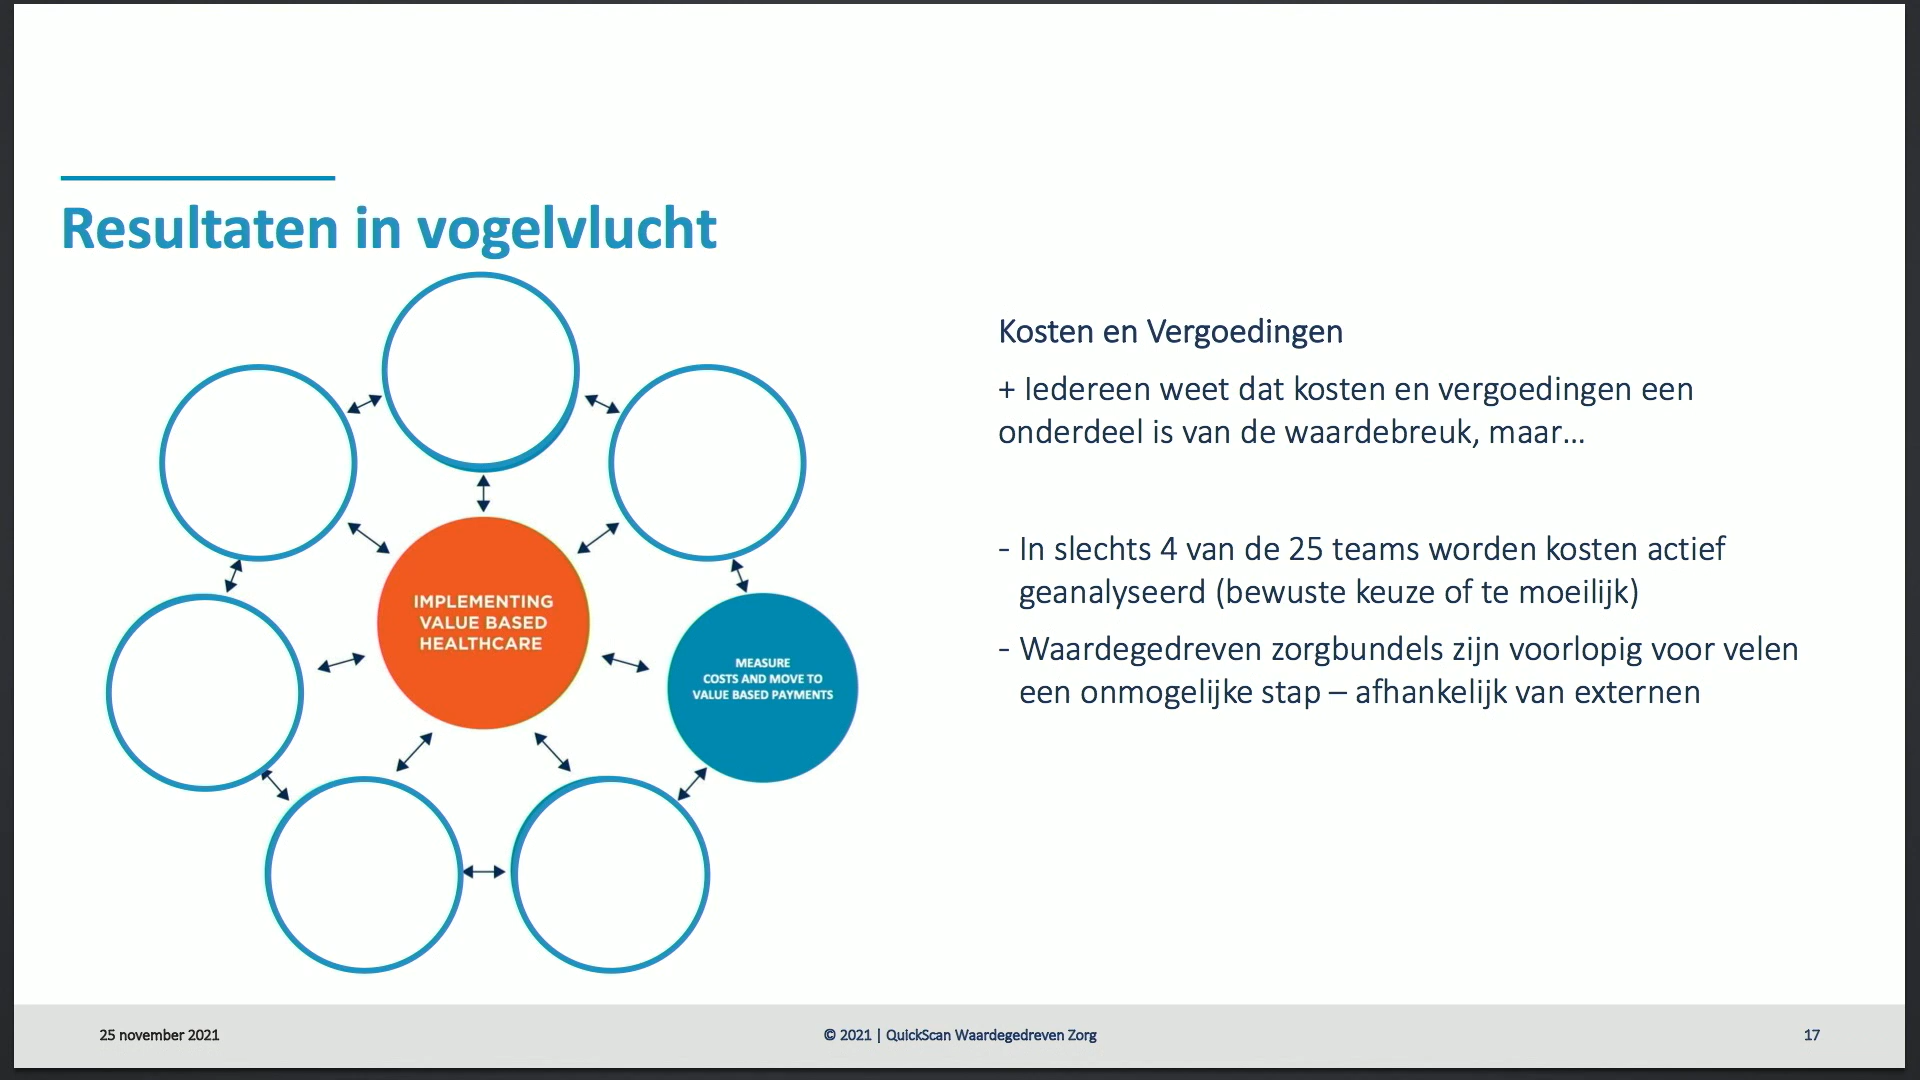 Resultaten in vogelvlucht
IMPLEMENTING
VALUE BASED
HEALTHCARE
MEASURE
COSTS AND MOVE TO
VALUE BASED PAYMENTS
Kosten en Vergoedingen
+ Iedereen weet dat kosten en vergoedingen een
onderdeel is van de waardebreuk, maar...
- In slechts 4 van de 25 teams worden kosten actief
geanalyseerd (bewuste keuze of te moeilijk)
- Waardegedreven zorgbundels zijn voorlopig voor velen
een onmogelijke stap – afhankelijk van externen
25 november 2021
© 2021 | QuickScan Waardegedreven Zorg
17